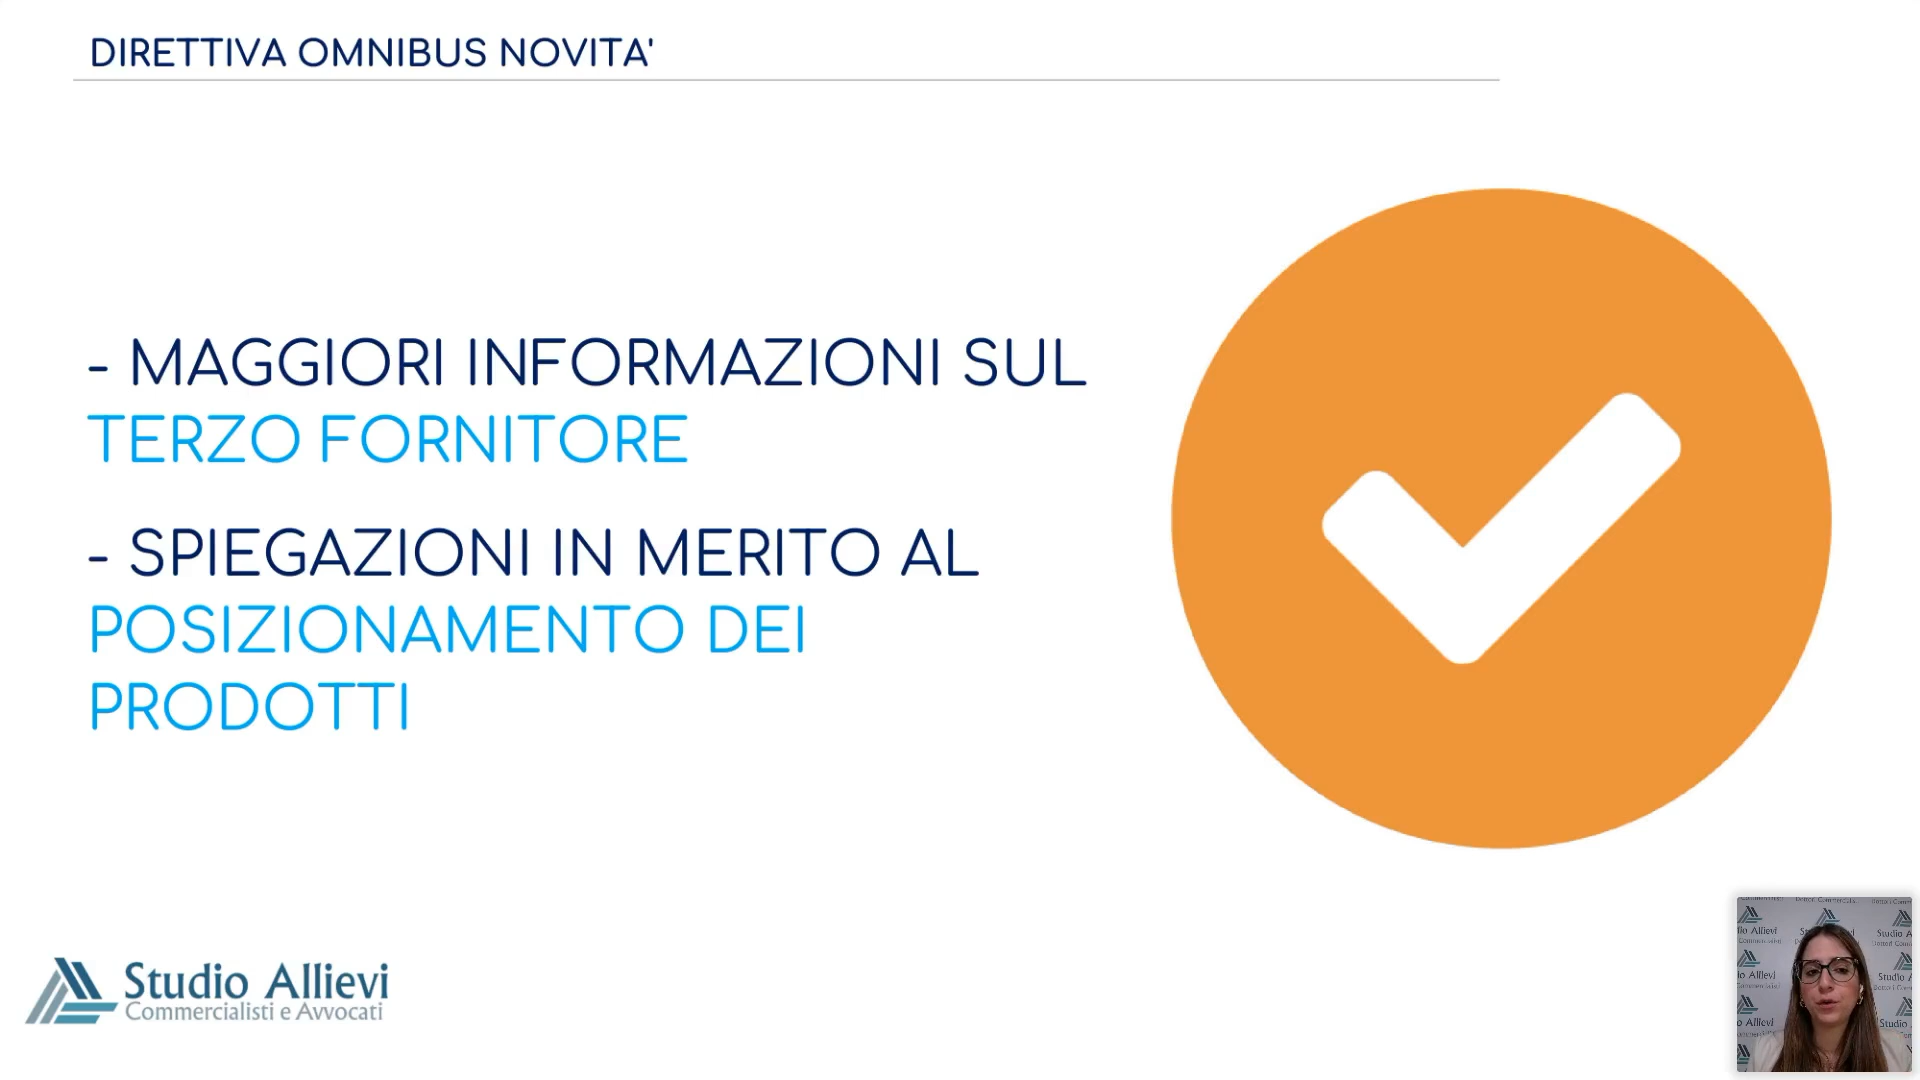 DIRETTIVA OMNIBUS NOVITA'
- MAGGIORI INFORMAZIONI SUL
TERZO FORNITORE
- SPIEGAZIONI IN MERITO AL
POSIZIONAMENTO DEI
PRODOTTI
Studio Allievi
Commercialisti e Avvocati